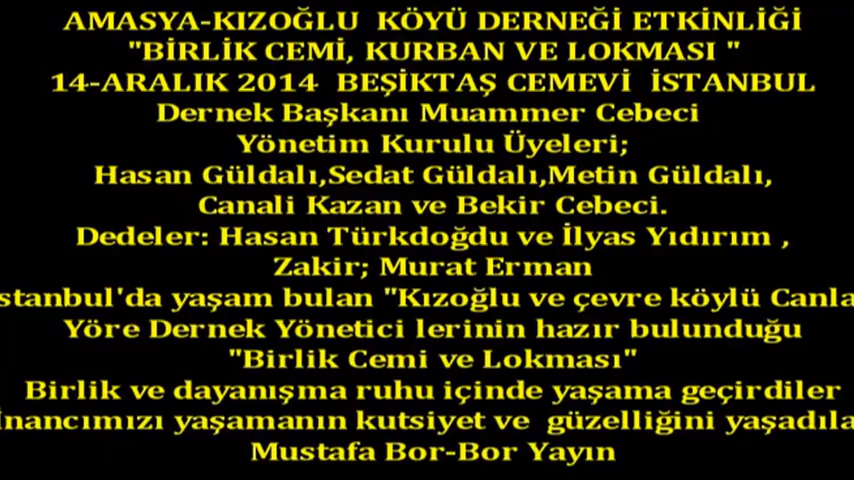 AMASYA-KIZOĞLU KÖYÜ DERNEĞİ ETKİNLİĞİ
"BİRLİK CEMİ, KURBAN VE LOKMASI "
14-ARALIK 2014 BEŞİKTAŞ CEMEVİ İSTANBUL
Dernek Başkanı Muammer Cebeci
Yönetim Kurulu Üyeleri;
Hasan Güldalı,Sedat Güldalı,Metin Güldalı,
Canali Kazan ve Bekir Cebeci.
Dedeler: Hasan Türkdoğdu ve İlyas Yıdırım ,
Zakir; Murat Erman
stanbul'da yaşam bulan "Kızoğlu ve çevre köylü Canla
Yöre Dernek Yönetici lerinin hazır bulunduğu
"Birlik Cemi ve Lokması"
Birlik ve dayanışma ruhu içinde yaşama geçirdiler
İnancımızı yaşamanın kutsiyet ve güzelliğini yaşadıla
Mustafa Bor-Bor Yayın